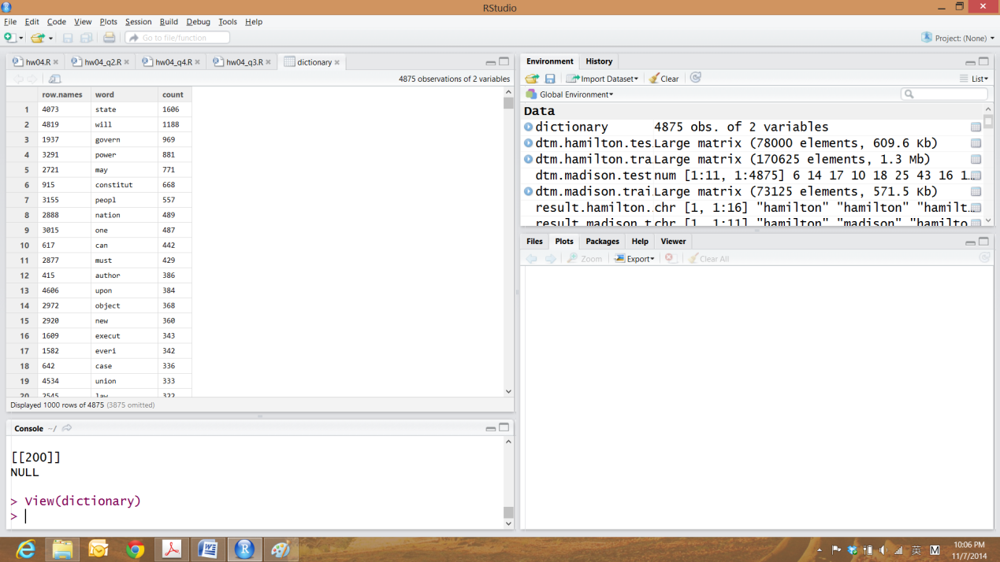 RStudio
File Edit Code View Plots Session Build Debug Tools Help
Go to file/function Project: (None)
hw04.R hw04_q2.R hw04_q4.R hw04_q3.R dictionary
4875 observations of 2 variables
row.names word count
1 4073 state 1606
2 4819 will 1188
3 1937 govern 969
4 3291 power 881
5 2721 may 771
6 915 constitut 668
7 3155 peopl 557
8 2888 nation 489
9 3015 one 487
10 617 can 442
11 2877 must 429
12 415 author 386
13 4606 upon 384
14 2972 object 368
15 2920 new 360
16 1609 execut 343
17 1582 everi 342
18 642 case 336
19 4534 union 333
20 2545 law 322
Displayed 1000 rows of 4875 (3875 omitted)
Console ~/
[[200]]
NULL
> View(dictionary)
>
Environment History
Import Dataset Clear List
Global Environment
Data
dictionary 4875 obs. of 2 variables
dtm.hamilton.tes… Large matrix (78000 elements, 609.6 Kb)
dtm.hamilton.tra… Large matrix (170625 elements, 1.3 Mb)
dtm.madison.test num [1:11, 1:4875] 6 14 17 10 18 25 43 16 1…
dtm.madison.trai… Large matrix (73125 elements, 571.5 Kb)
result.hamilton.… chr [1, 1:16] "hamilton" "hamilton" "hamilt…
result.madison.t… chr [1, 1:11] "hamilton" "madison" "hamilto…
Files Plots Packages Help Viewer
Zoom Export Clear All
英 M
10:06 PM
11/7/2014